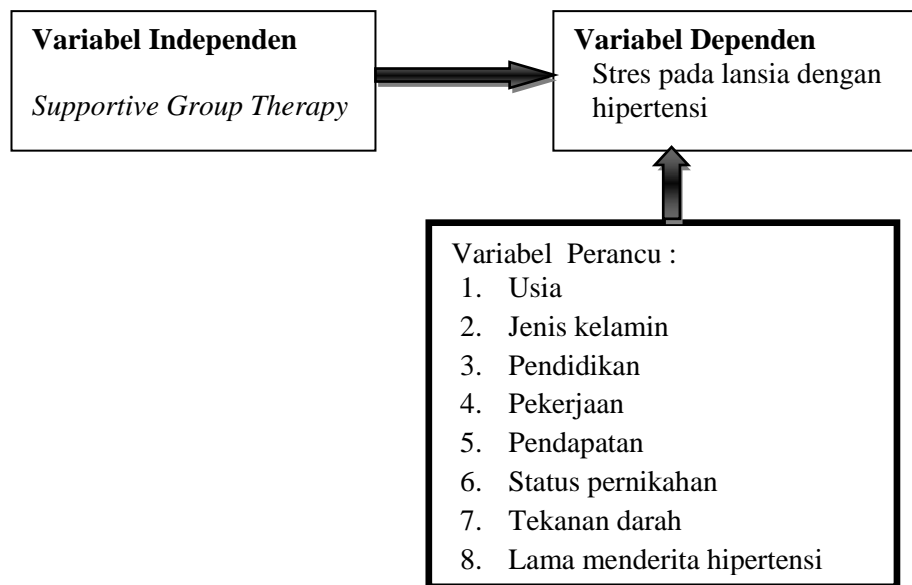 Variabel Independen
Supportive Group Therapy
Variabel Dependen
Stres pada lansia dengan
hipertensi
Variabel Perancu :
1. Usia
2. Jenis kelamin
3. Pendidikan
4. Pekerjaan
5. Pendapatan
6. Status pernikahan
7. Tekanan darah
8. Lama menderita hipertensi